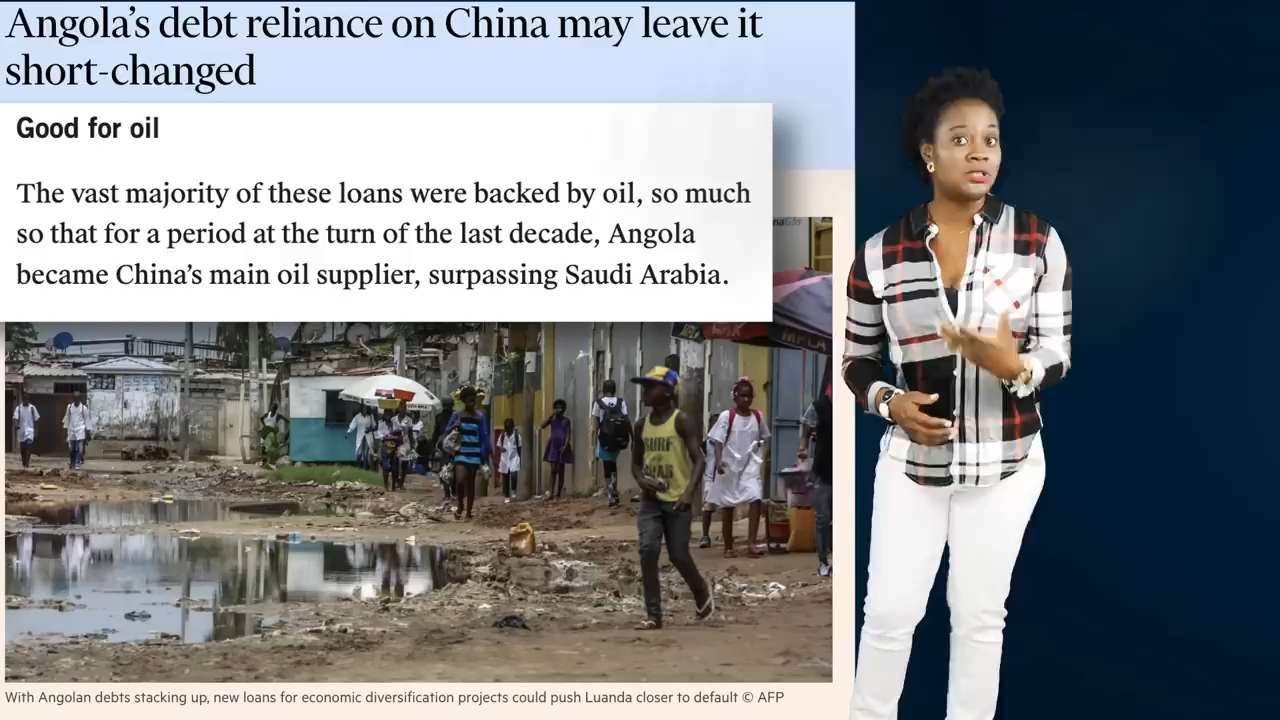 Angola’s debt reliance on China may leave it
short-changed
Good for oil
The vast majority of these loans were backed by oil, so much
so that for a period at the turn of the last decade, Angola
became China’s main oil supplier, surpassing Saudi Arabia.
MPLA
SURF
With Angolan debts stacking up, new loans for economic diversification projects could push Luanda closer to default © AFP